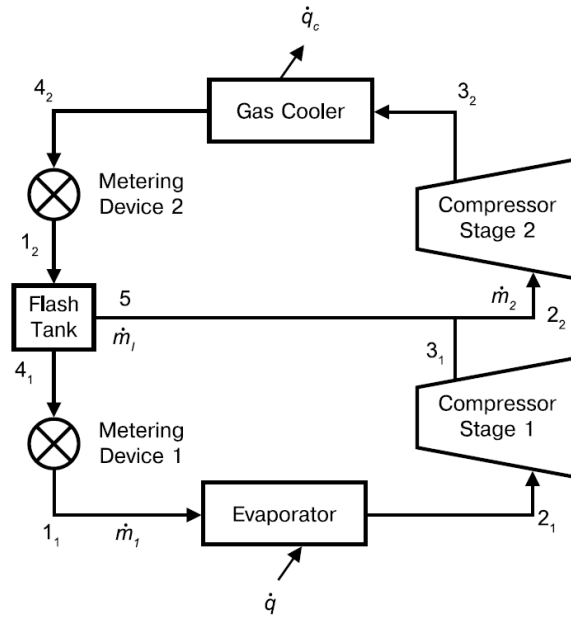 q̇c
4₂
Gas Cooler
3₂
Metering
Device 2
Compressor
Stage 2
1₂
Flash
Tank
5
ṁI
ṁ₂
2₂
4₁
3₁
Metering
Device 1
Compressor
Stage 1
Evaporator
1₁
ṁ₁
2₁
q̇